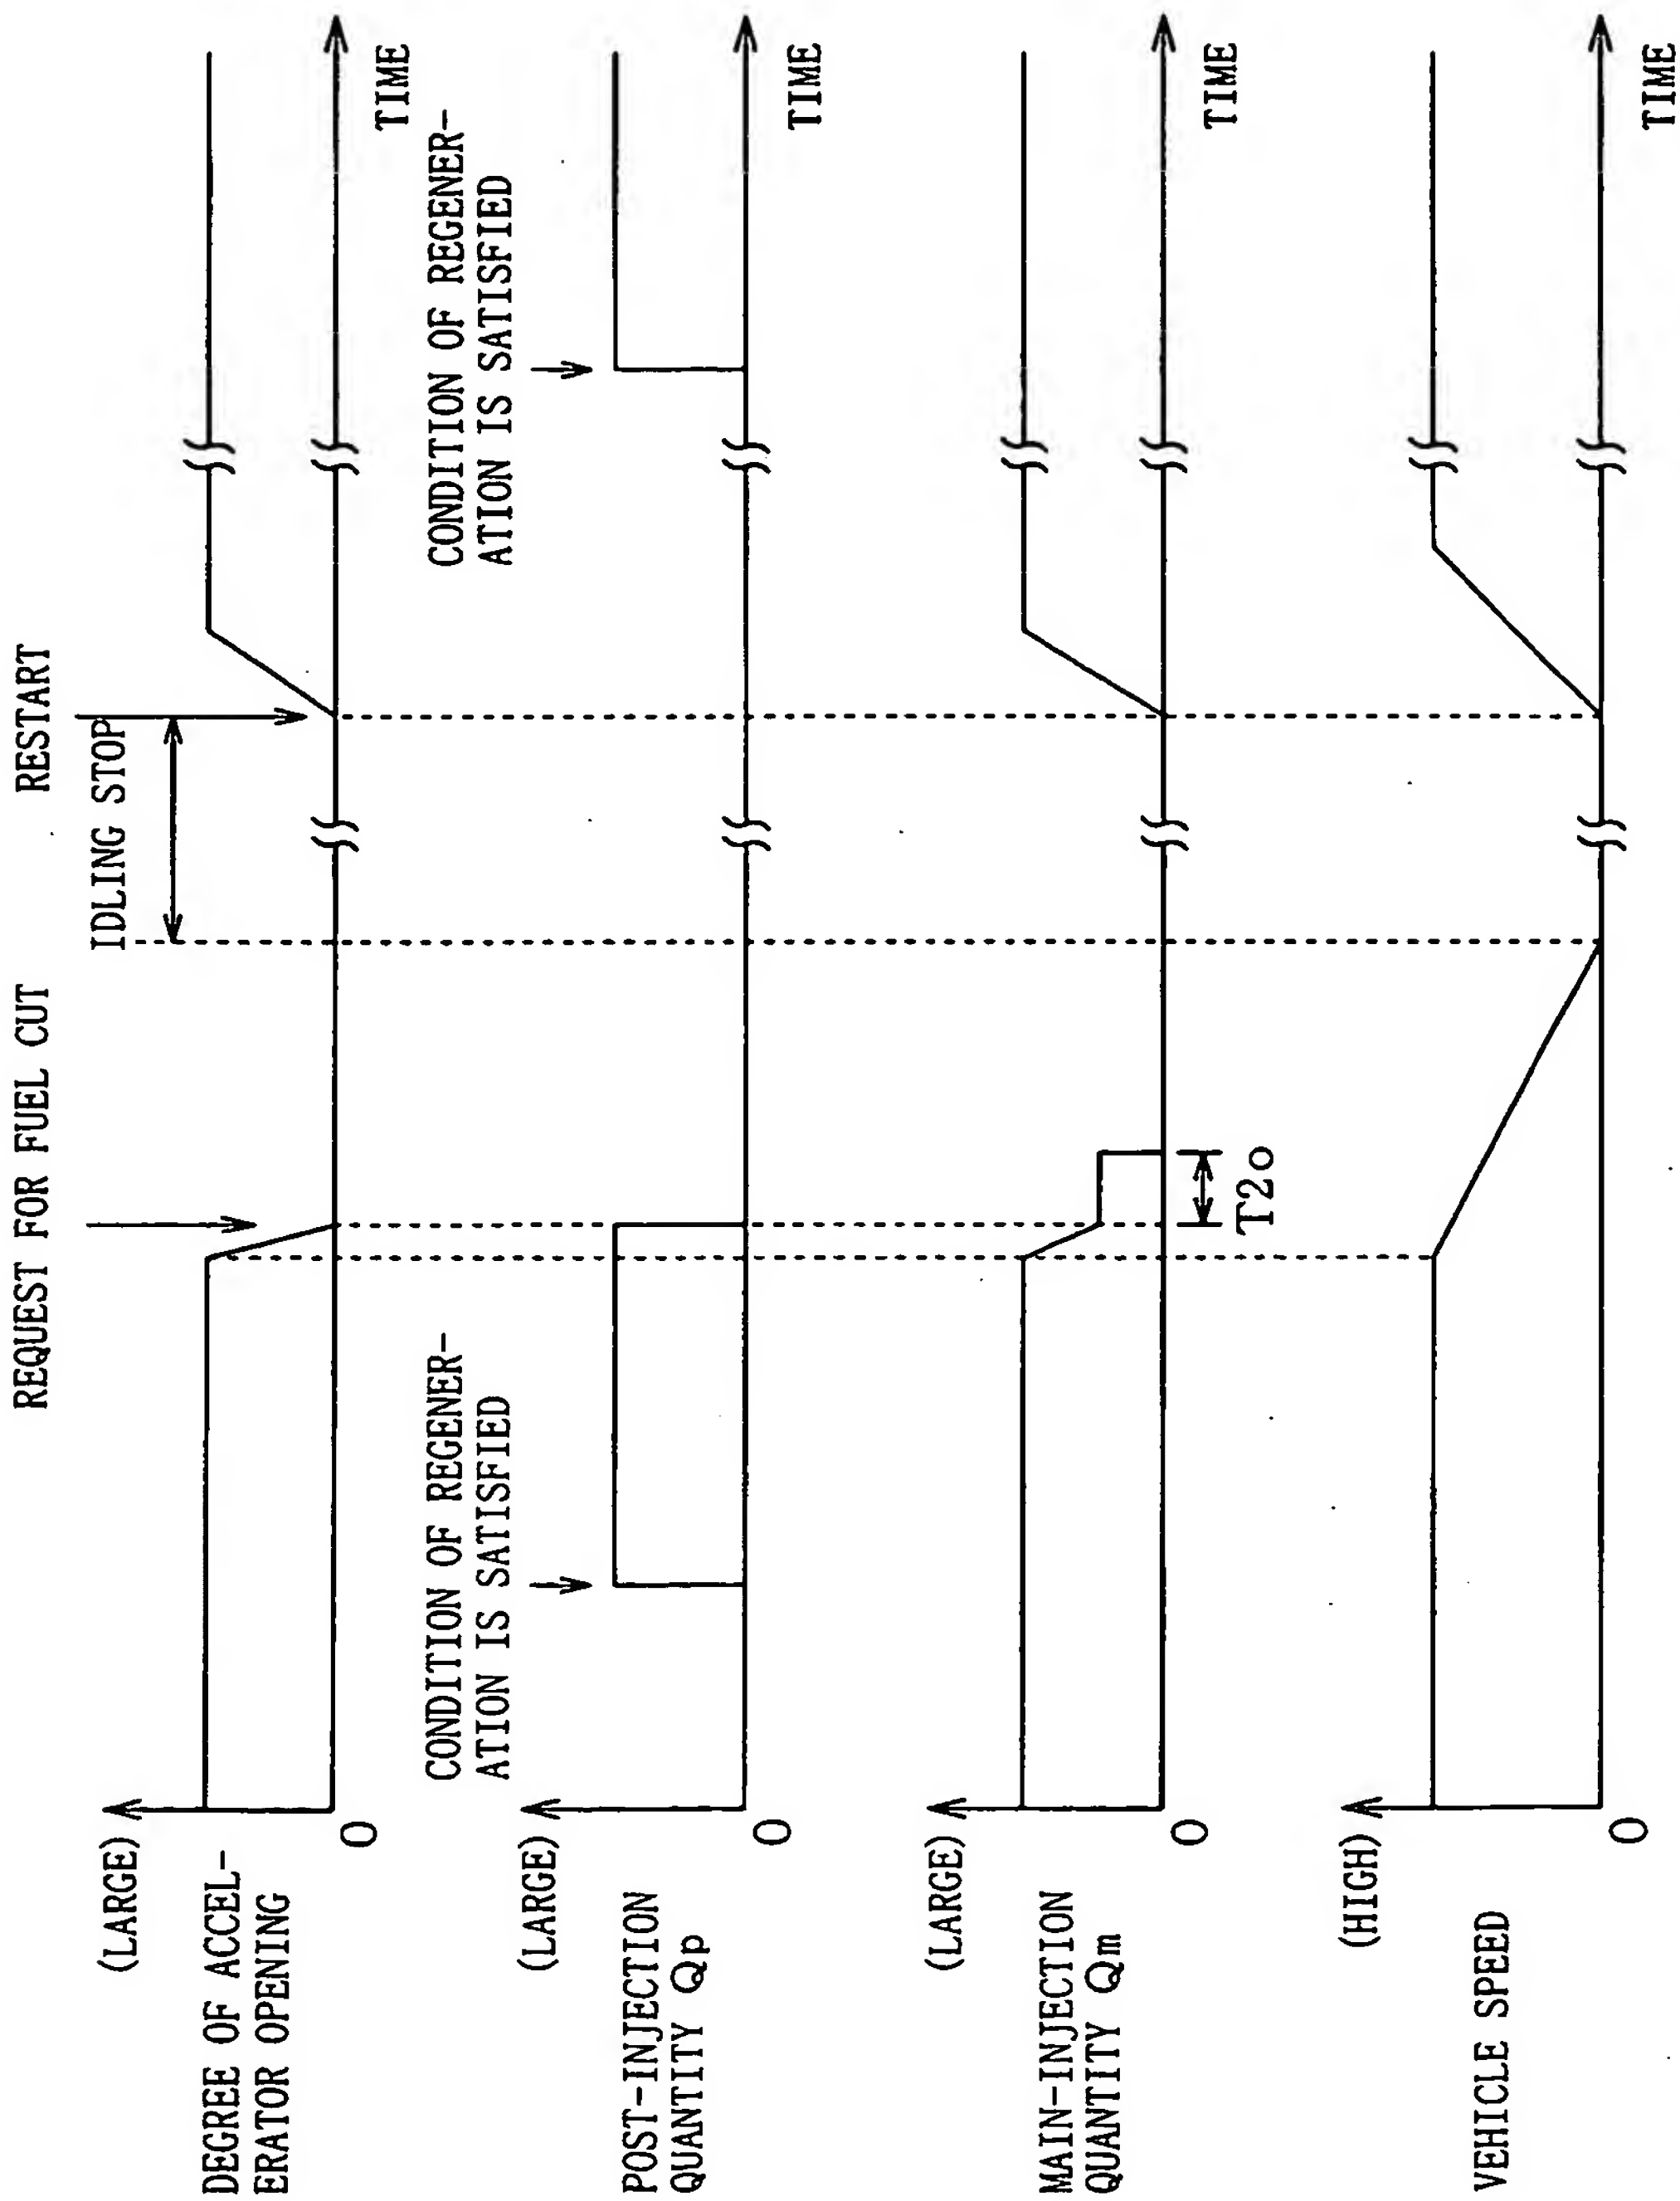 REQUEST FOR FUEL CUT
RESTART
IDLING STOP
(LARGE)
DEGREE OF ACCEL-
ERATOR OPENING
0
TIME
CONDITION OF REGENER-
ATION IS SATISFIED
CONDITION OF REGENER-
ATION IS SATISFIED
(LARGE)
POST-INJECTION
QUANTITY Qp
0
TIME
(LARGE)
MAIN-INJECTION
QUANTITY Qm
0
T2o
TIME
(HIGH)
VEHICLE SPEED
0
TIME